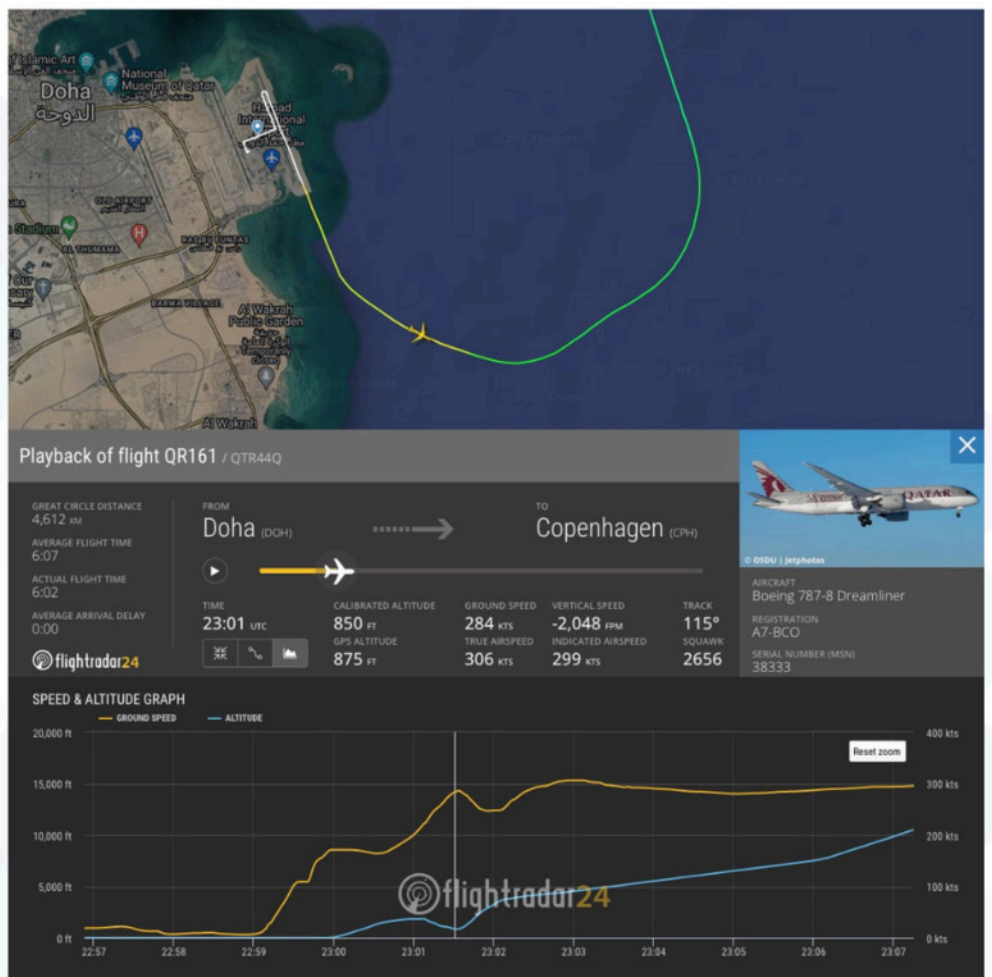 of Islamic Art
National
Museum of Qatar
Doha
الدوحة
Hamad
International
OLD AIRPORT
Stadium
AL THUMAMA
RAS BU FUNTAS
BARWA VILLAGE
Al Wakrah
Public Garden
حديقة
(Temporarily
Closed)
Al Wakrah
Playback of flight QR161 / QTR44Q
GREAT CIRCLE DISTANCE
4,612 KM
AVERAGE FLIGHT TIME
6:07
ACTUAL FLIGHT TIME
6:02
AVERAGE ARRIVAL DELAY
0:00
flightradar24
FROM
Doha (DOH)
TO
Copenhagen (CPH)
TIME
23:01 UTC
CALIBRATED ALTITUDE
850 FT
GPS ALTITUDE
875 FT
GROUND SPEED
284 KTS
TRUE AIRSPEED
306 KTS
VERTICAL SPEED
-2,048 FPM
INDICATED AIRSPEED
299 KTS
TRACK
115°
SQUAWK
2656
QATAR
© OSDU | Jetphotos
AIRCRAFT
Boeing 787-8 Dreamliner
REGISTRATION
A7-BCO
SERIAL NUMBER (MSN)
38333
SPEED & ALTITUDE GRAPH
GROUND SPEED ALTITUDE
20,000 ft 400 kts
Reset zoom
15,000 ft 300 kts
10,000 ft 200 kts
5,000 ft 100 kts
flightradar24
0 ft 0 kts
22:57 22:58 22:59 23:00 23:01 23:02 23:03 23:04 23:05 23:06 23:07